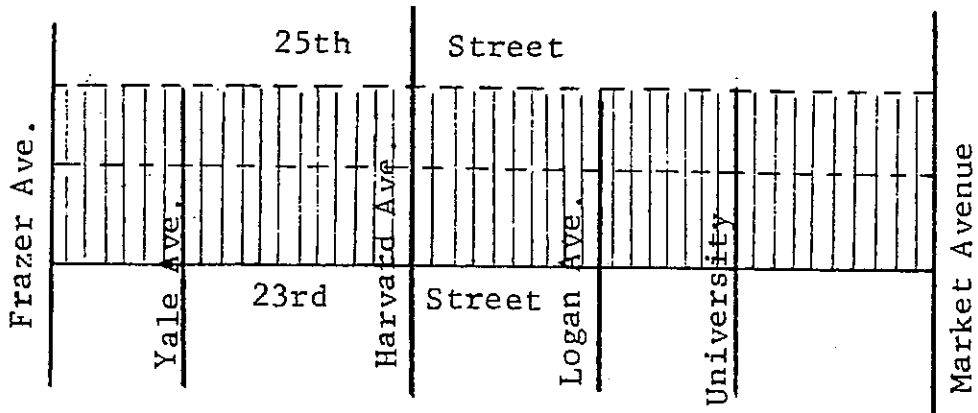 25th Street
Frazer Ave.
Yale Ave.
Harvard Ave.
Logan Ave.
University
Market Avenue
23rd Street